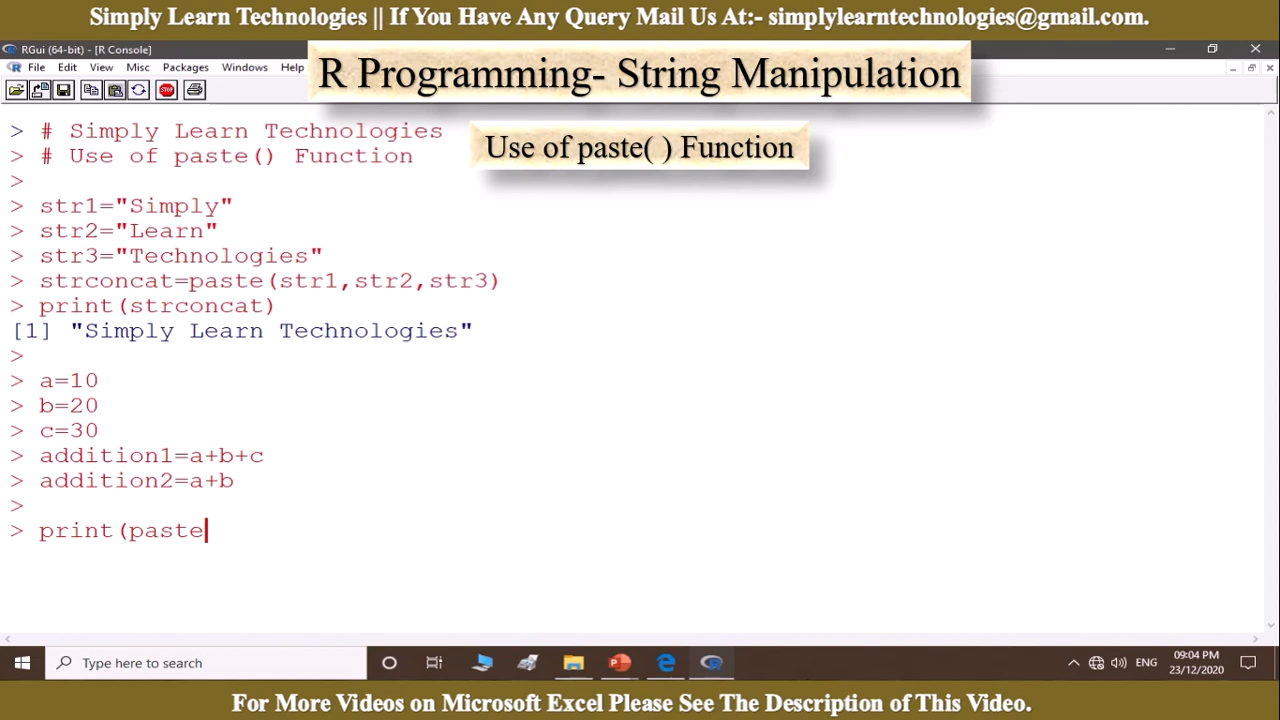 Simply Learn Technologies || If You Have Any Query Mail Us At:- simplylearntechnologies@gmail.com.
RGui (64-bit) - [R Console]
File Edit View Misc Packages Windows Help
R Programming- String Manipulation
STOP
Use of paste( ) Function
> # Simply Learn Technologies
> # Use of paste() Function
>
> str1="Simply"
> str2="Learn"
> str3="Technologies"
> strconcat=paste(str1,str2,str3)
> print(strconcat)
[1] "Simply Learn Technologies"
>
> a=10
> b=20
> c=30
> addition1=a+b+c
> addition2=a+b
>
> print(paste
Type here to search
ENG
09:04 PM
23/12/2020
For More Videos on Microsoft Excel Please See The Description of This Video.